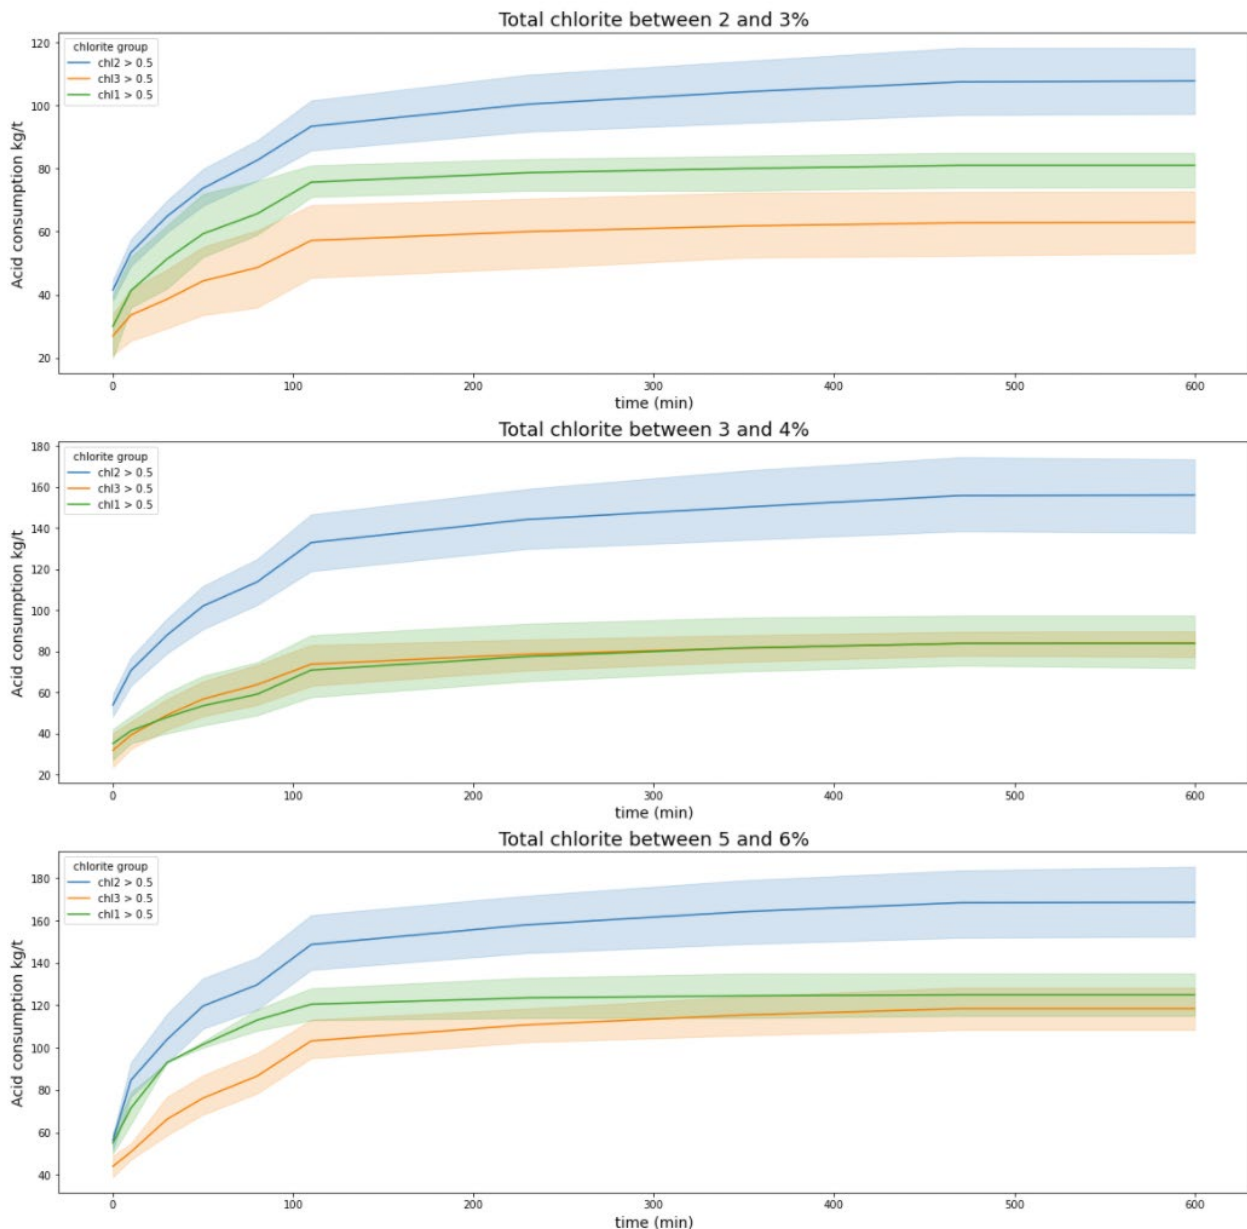 Total chlorite between 2 and 3%
120
100
80
60
40
20
Acid consumption kg/t
chlorite group
chl2 > 0.5
chl3 > 0.5
chl1 > 0.5
0 100 200 300 400 500 600
time (min)
Total chlorite between 3 and 4%
180
160
140
120
100
80
60
40
20
Acid consumption kg/t
chlorite group
chl2 > 0.5
chl3 > 0.5
chl1 > 0.5
0 100 200 300 400 500 600
time (min)
Total chlorite between 5 and 6%
180
160
140
120
100
80
60
40
Acid consumption kg/t
chlorite group
chl2 > 0.5
chl3 > 0.5
chl1 > 0.5
0 100 200 300 400 500 600
time (min)